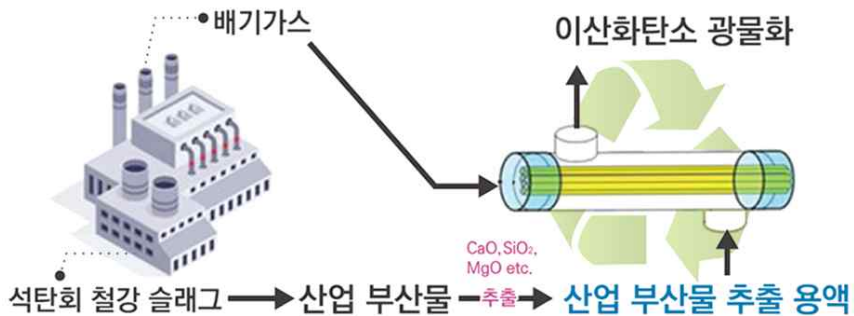 배기가스
이산화탄소 광물화
CaO, SiO₂,
MgO etc.
석탄회 철강 슬래그
산업 부산물
추출
산업 부산물 추출 용액